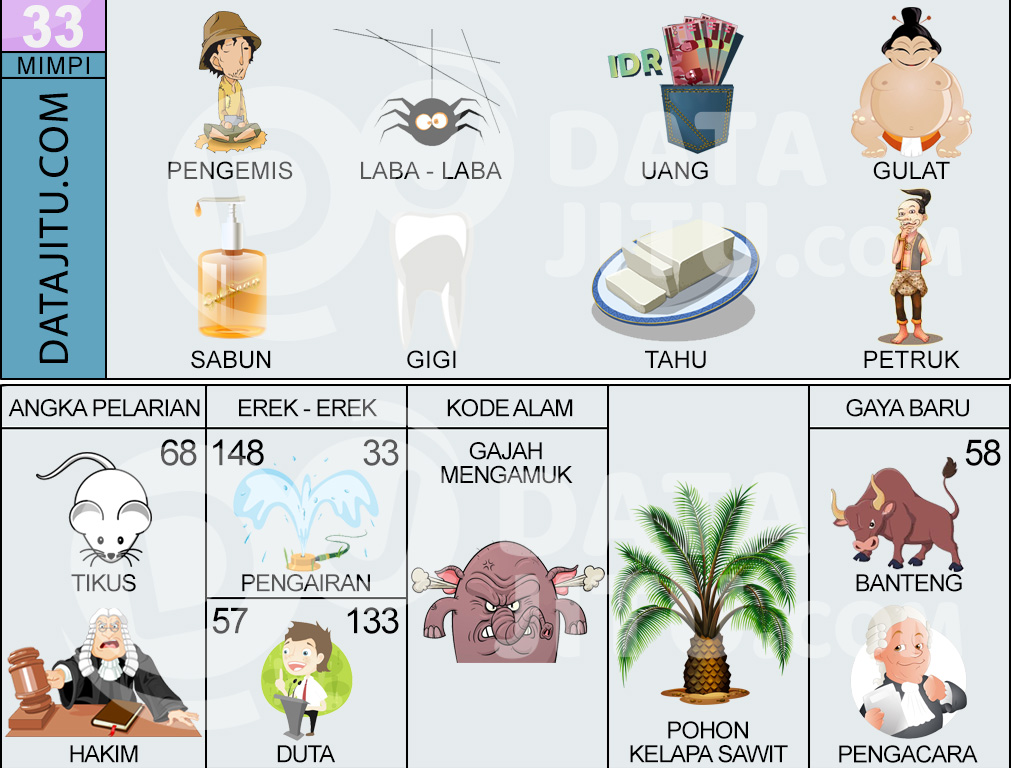 33
MIMPI
DATAJITU.COM
PENGEMIS
LABA - LABA
IDR
UANG
GULAT
SABUN
GIGI
TAHU
PETRUK
DATA
JITU.COM
ANGKA PELARIAN
EREK - EREK
KODE ALAM
GAYA BARU
68
TIKUS
HAKIM
148
33
PENGAIRAN
57
133
DUTA
GAJAH
MENGAMUK
POHON
KELAPA SAWIT
58
BANTENG
PENGACARA
DATA
JITU.COM